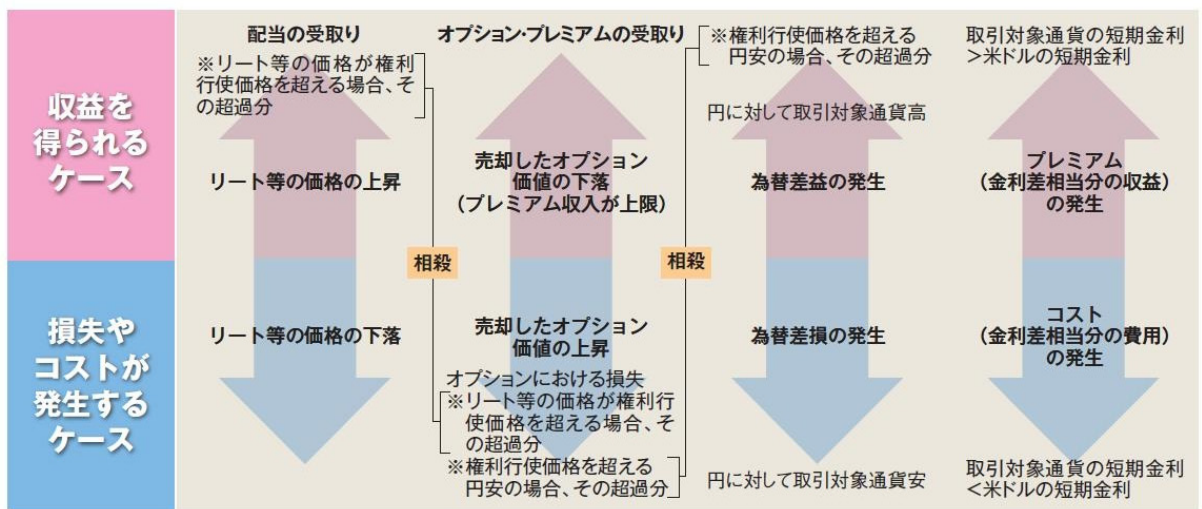 収益を
得られる
ケース
配当の受取り
※リート等の価格が権利
行使価格を超える場合、そ
の超過分
リート等の価格の上昇
オプション・プレミアムの受取り
売却したオプション
価値の下落
(プレミアム収入が上限)
※権利行使価格を超える
円安の場合、その超過分
円に対して取引対象通貨高
為替差益の発生
取引対象通貨の短期金利
>米ドルの短期金利
プレミアム
(金利差相当分の収益)
の発生
相殺
相殺
損失や
コストが
発生する
ケース
リート等の価格の下落
売却したオプション
価値の上昇
オプションにおける損失
※リート等の価格が権利行
使価格を超える場合、そ
の超過分
※権利行使価格を超える
円安の場合、その超過分
為替差損の発生
円に対して取引対象通貨安
コスト
(金利差相当分の費用)
の発生
取引対象通貨の短期金利
<米ドルの短期金利